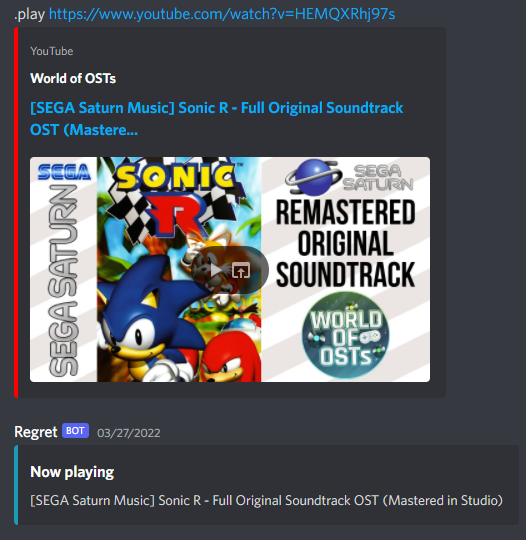 .play https://www.youtube.com/watch?v=HEMQXRhj97s
YouTube
World of OSTs
[SEGA Saturn Music] Sonic R - Full Original Soundtrack
OST (Mastere...
SEGA
SEGA SATURN
SONIC
R
SEGA SATURN
REMASTERED
ORIGINAL
SOUNDTRACK
WORLD
OF
OSTs
Regret BOT 03/27/2022
Now playing
[SEGA Saturn Music] Sonic R - Full Original Soundtrack OST (Mastered in Studio)